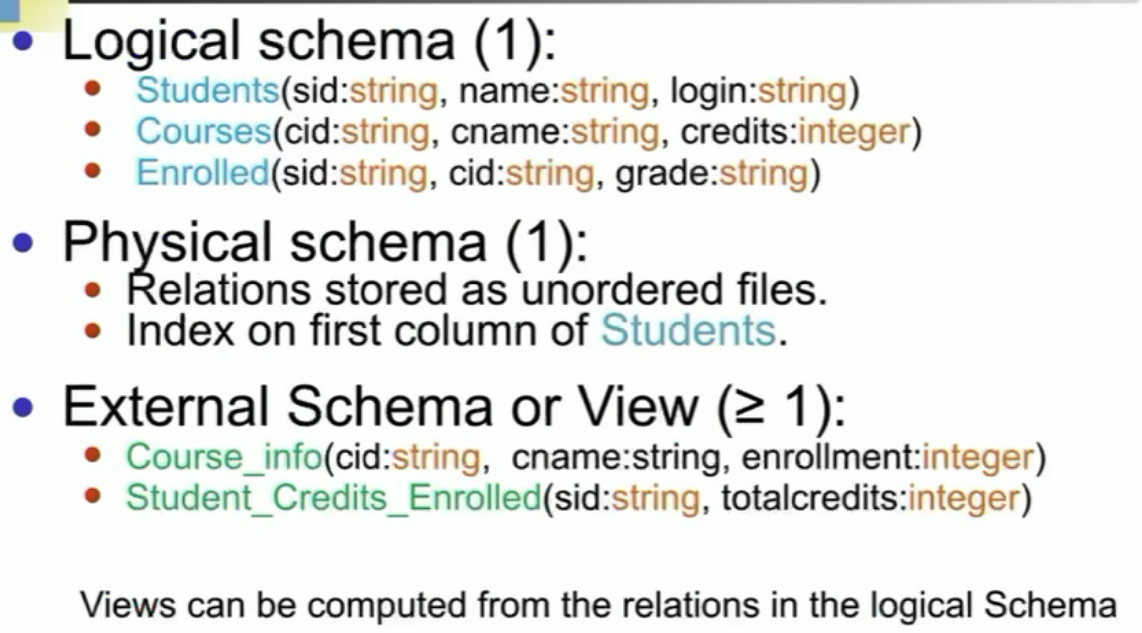 • Logical schema (1):
• Students(sid:string, name:string, login:string)
• Courses(cid:string, cname:string, credits:integer)
• Enrolled(sid:string, cid:string, grade:string)
• Physical schema (1):
• Relations stored as unordered files.
• Index on first column of Students.
• External Schema or View (≥ 1):
• Course_info(cid:string, cname:string, enrollment:integer)
• Student_Credits_Enrolled(sid:string, totalcredits:integer)
Views can be computed from the relations in the logical Schema